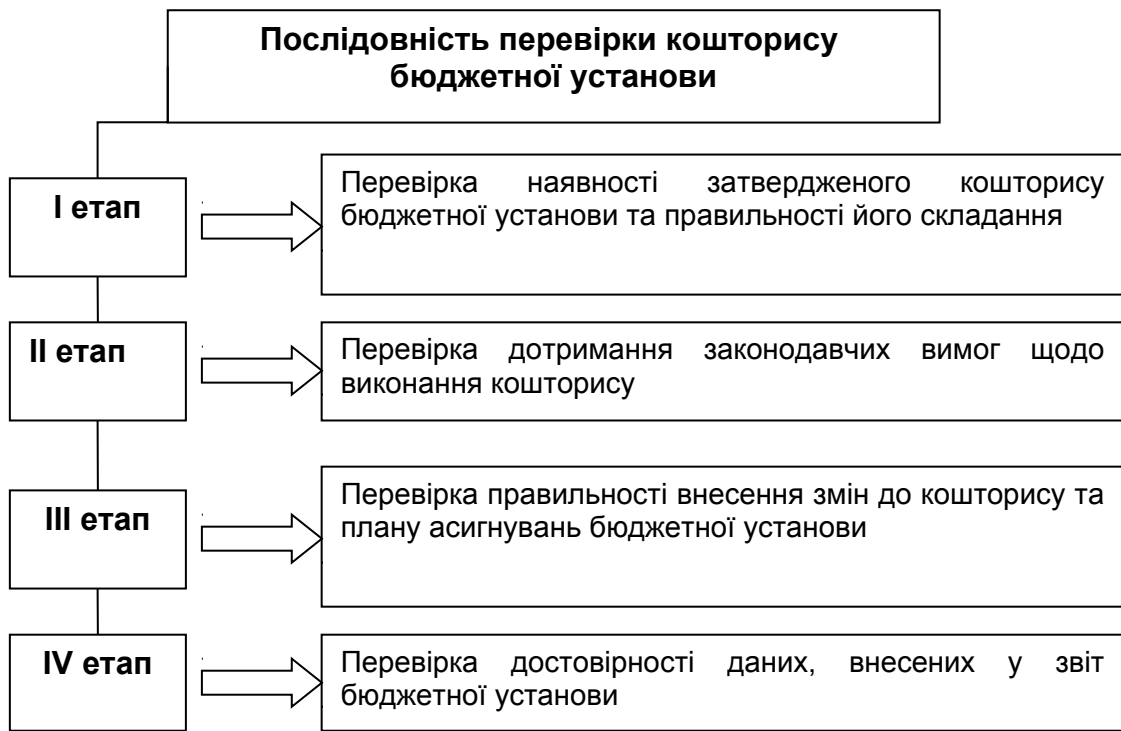 Послідовність перевірки кошторису
бюджетної установи
І етап
Перевірка наявності затвердженого кошторису
бюджетної установи та правильності його складання
ІІ етап
Перевірка дотримання законодавчих вимог щодо
виконання кошторису
ІІІ етап
Перевірка правильності внесення змін до кошторису та
плану асигнувань бюджетної установи
IV етап
Перевірка достовірності даних, внесених у звіт
бюджетної установи